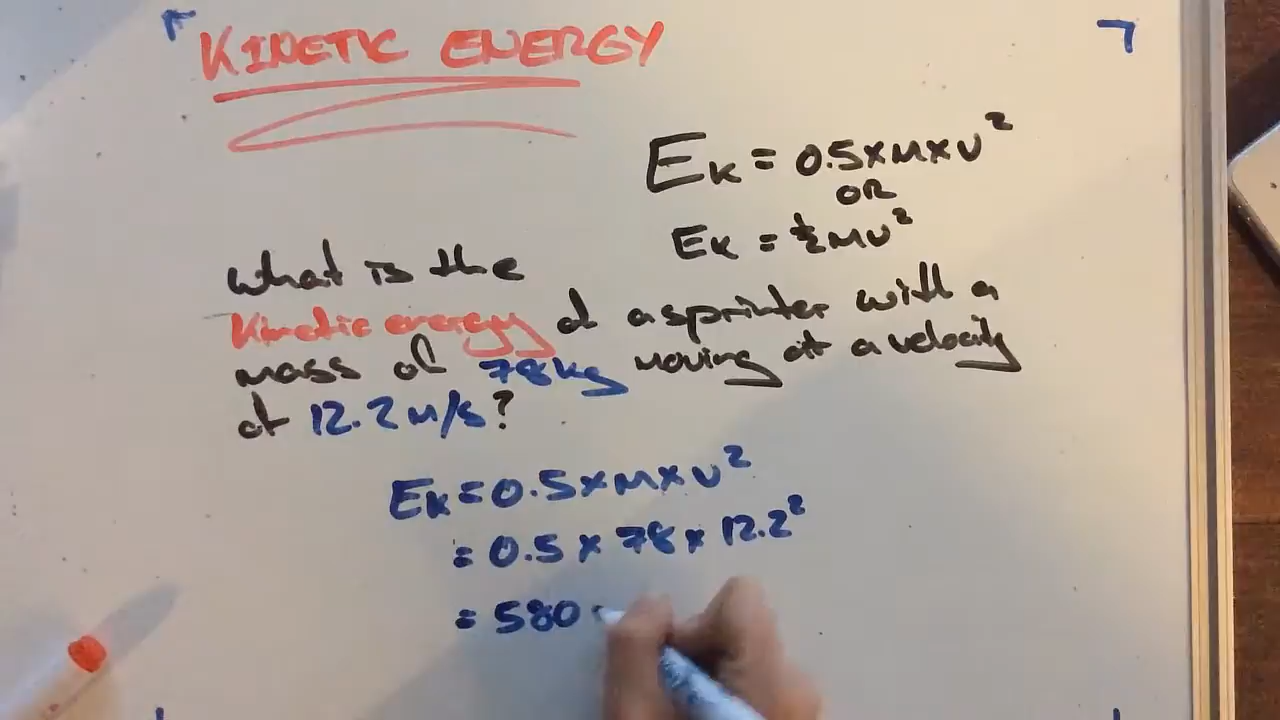 KINETIC ENERGY
Ek = 0.5×m×v²
OR
Ek = ½mv²
What is the
Kinetic energy of a sprinter with a
mass of 78kg moving at a velocity
of 12.2m/s?
Ek = 0.5×m×v²
= 0.5 × 78 × 12.2²
= 580